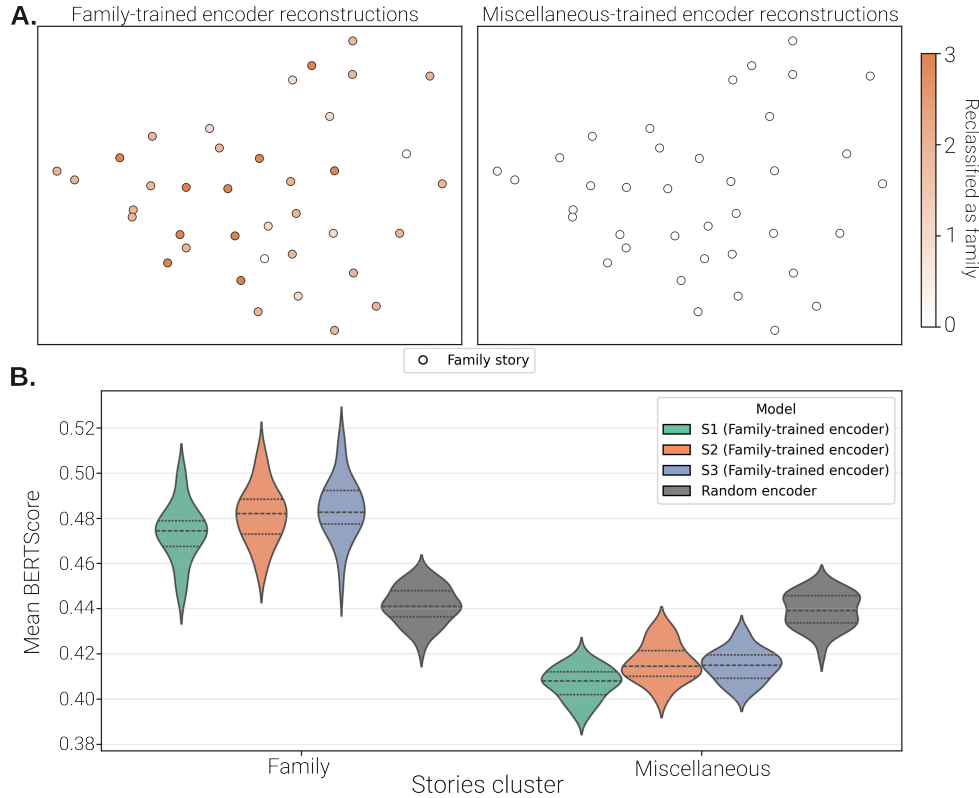 A.
Family-trained encoder reconstructions
Miscellaneous-trained encoder reconstructions
3
2
1
0
Reclassified as family
Family story
B.
Mean BERTScore
0.52
0.50
0.48
0.46
0.44
0.42
0.40
0.38
Model
S1 (Family-trained encoder)
S2 (Family-trained encoder)
S3 (Family-trained encoder)
Random encoder
Family
Miscellaneous
Stories cluster